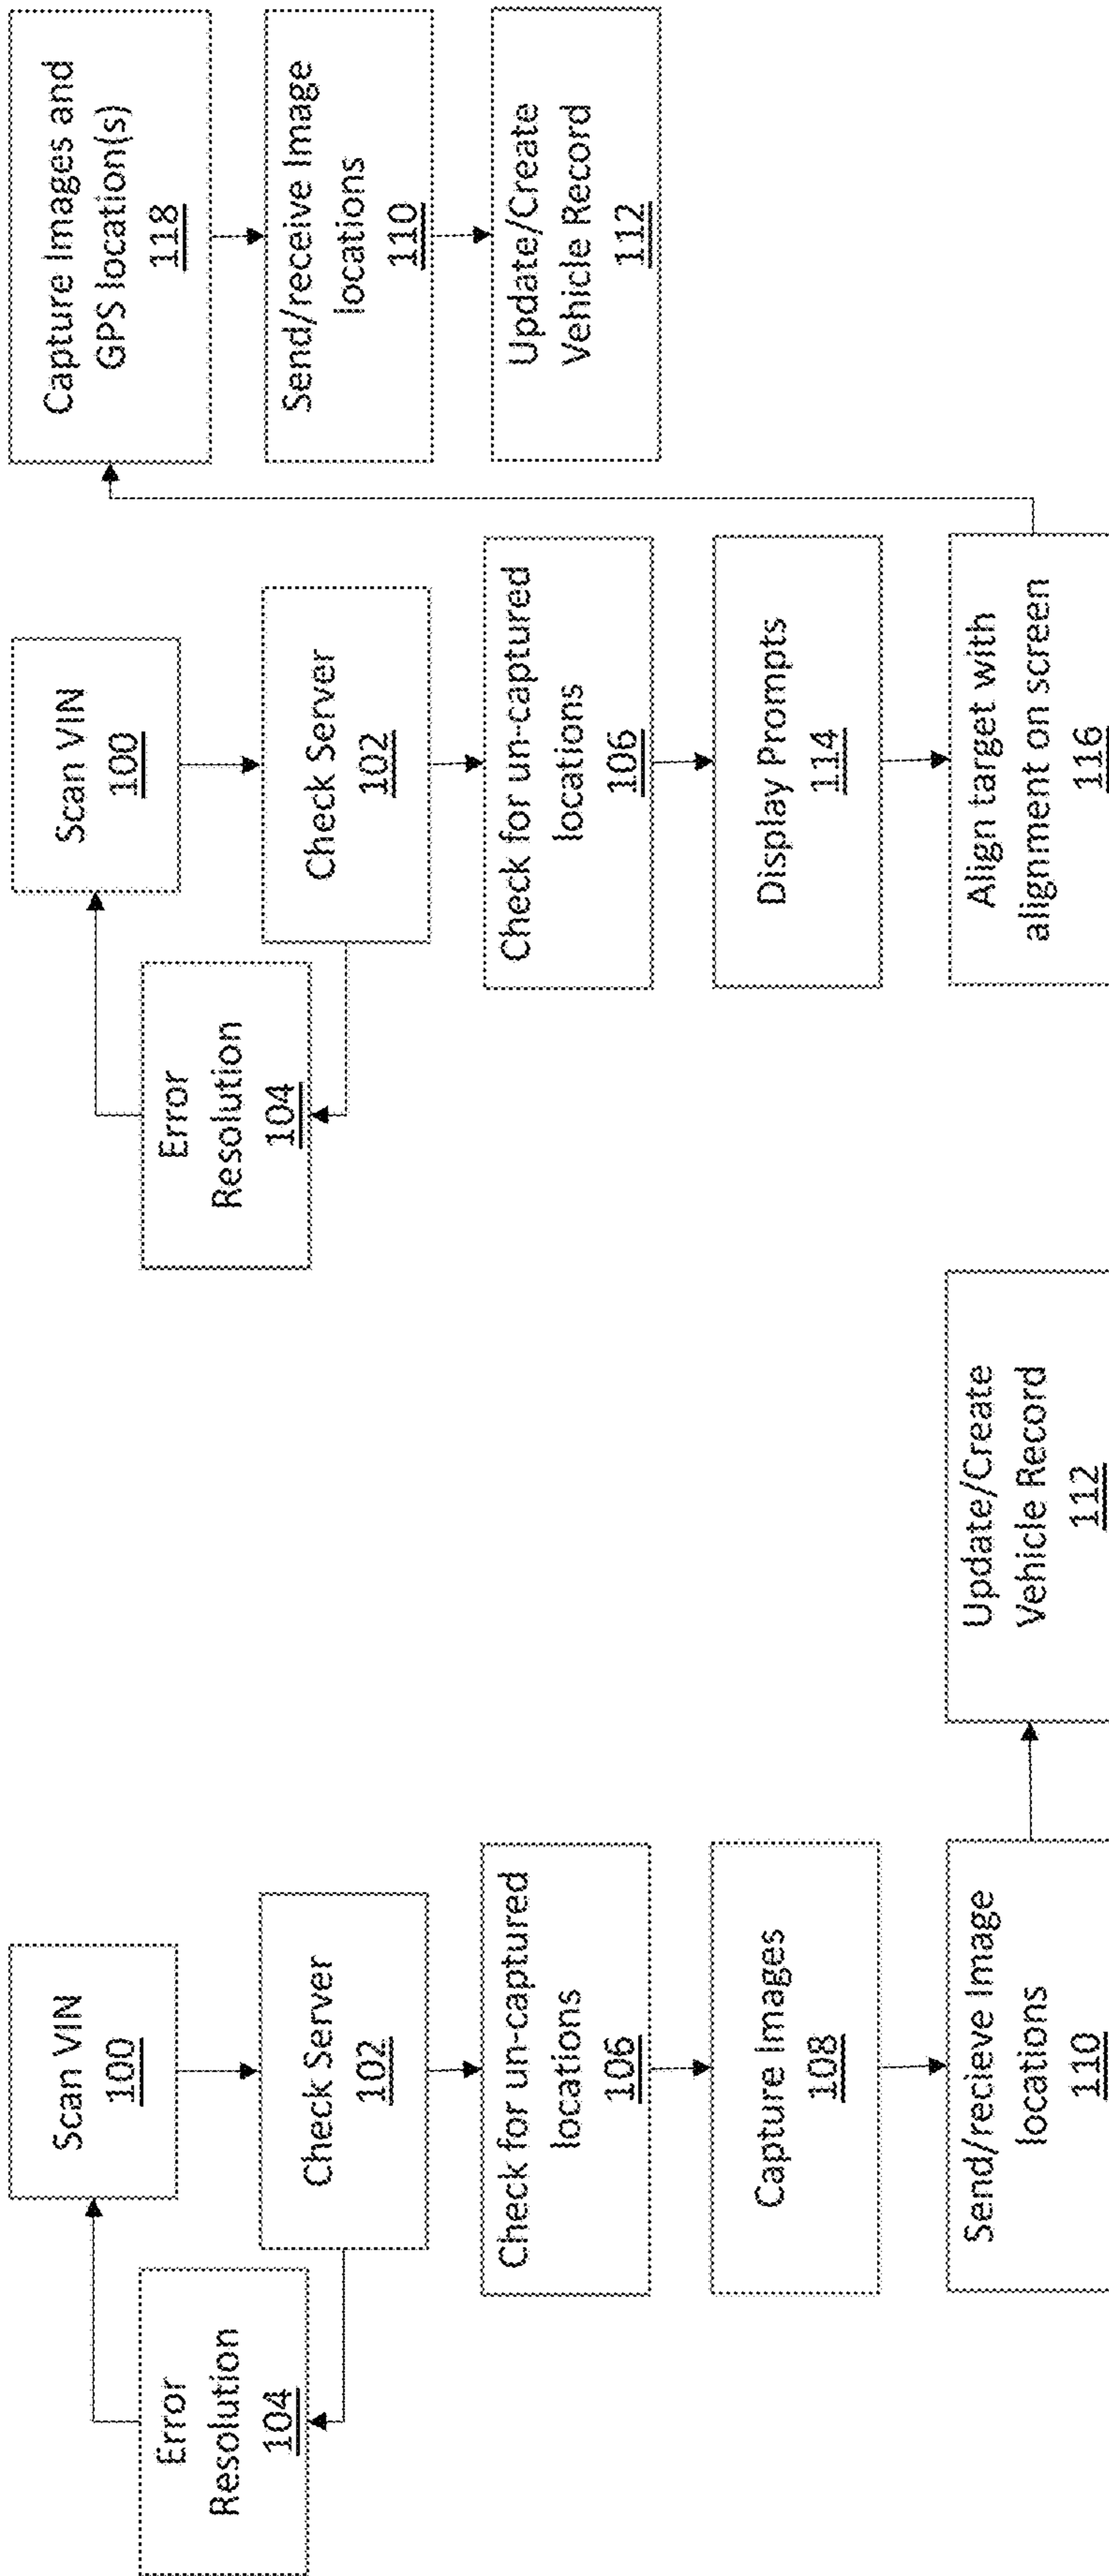 Scan VIN
100
Error
Resolution
104
Check Server
102
Check for un-captured
locations
106
Capture Images
108
Send/recieve Image
locations
110
Update/Create
Vehicle Record
112
Scan VIN
100
Error
Resolution
104
Check Server
102
Check for un-captured
locations
106
Display Prompts
114
Align target with
alignment on screen
116
Capture Images and
GPS location(s)
118
Send/receive Image
locations
110
Update/Create
Vehicle Record
112